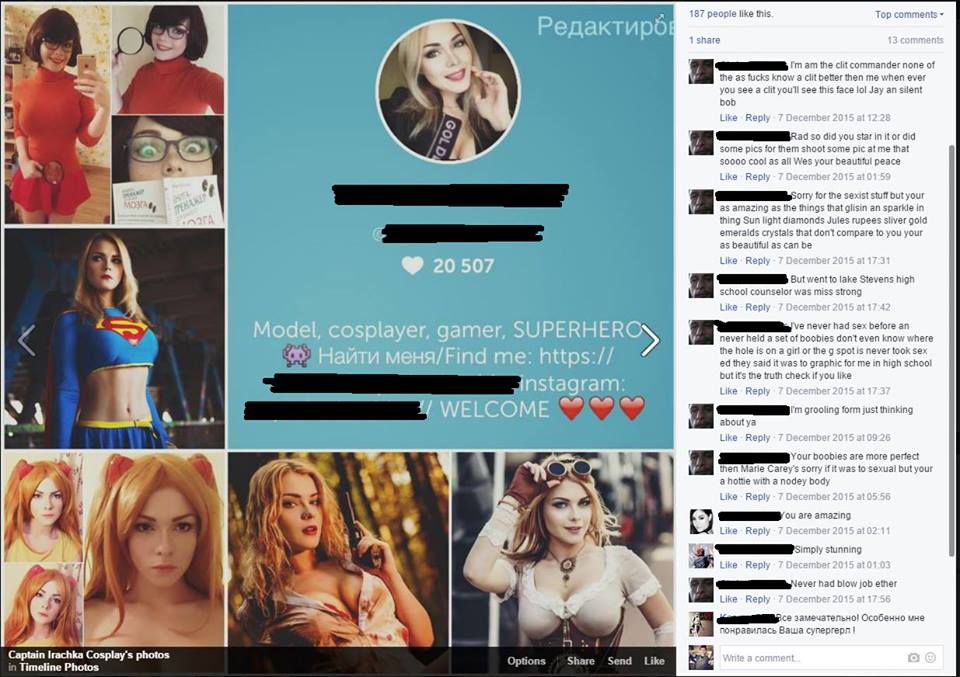 Редактиров
GOL
20 507
Model, cosplayer, gamer, SUPERHERO
Найти меня/Find me: https://
Instagram:
/ WELCOME
ТРЕНАЖЕР
МОЗГА
МОЗГА
Captain Irachka Cosplay's photos
in Timeline Photos
Options Share Send Like
187 people like this. Top comments
1 share 13 comments
I'm am the clit commander none of
the as fucks know a clit better then me when ever
you see a clit you'll see this face lol Jay an silent
bob
Like · Reply · 7 December 2015 at 12:28
Rad so did you star in it or did
some pics for them shoot some pic at me that
soooo cool as all Wes your beautiful peace
Like · Reply · 7 December 2015 at 01:59
Sorry for the sexist stuff but your
as amazing as the things that glisin an sparkle in
thing Sun light diamonds Jules rupees sliver gold
emeralds crystals that don't compare to you your
as beautiful as can be
Like · Reply · 7 December 2015 at 17:31
But went to lake Stevens high
school counselor was miss strong
Like · Reply · 7 December 2015 at 17:42
I've never had sex before an
never held a set of boobies don't even know where
the hole is on a girl or the g spot is never took sex
ed they said it was to graphic for me in high school
but it's the truth check if you like
Like · Reply · 7 December 2015 at 17:37
I'm grooling form just thinking
about ya
Like · Reply · 7 December 2015 at 09:26
Your boobies are more perfect
then Marie Carey's sorry if it was to sexual but your
a hottie with a nodey body
Like · Reply · 7 December 2015 at 05:56
You are amazing
Like · Reply · 7 December 2015 at 02:11
Simply stunning
Like · Reply · 7 December 2015 at 01:03
Never had blow job ether
Like · Reply · 7 December 2015 at 17:56
Все замечательно! Особенно мне
понравилась Ваша супергерл !
Write a comment...